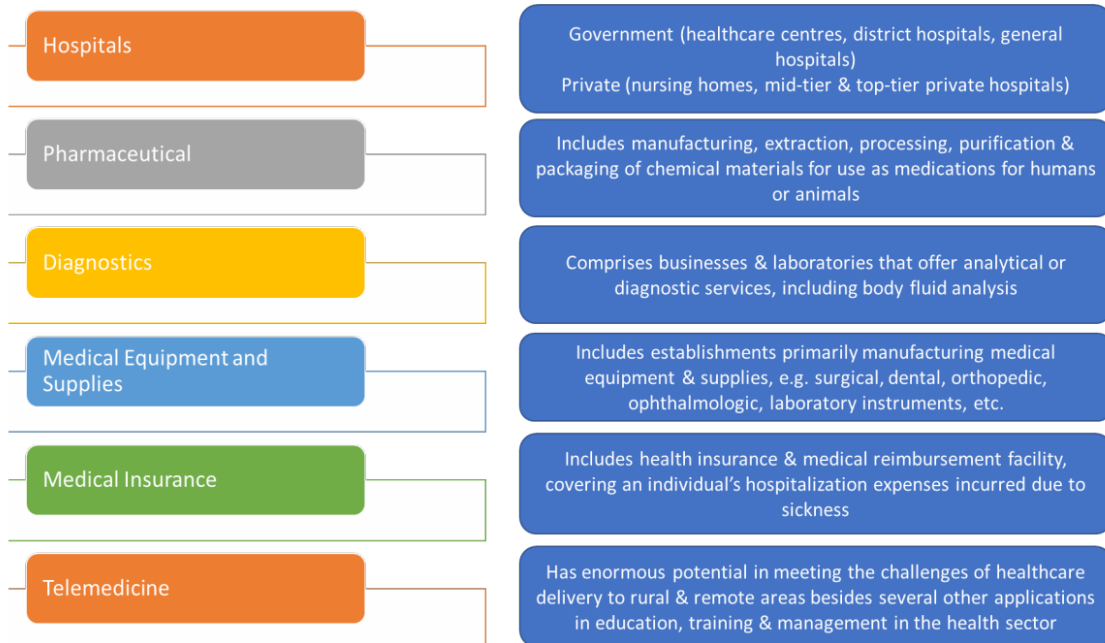 Hospitals
Government (healthcare centres, district hospitals, general
hospitals)
Private (nursing homes, mid-tier & top-tier private hospitals)
Pharmaceutical
Includes manufacturing, extraction, processing, purification &
packaging of chemical materials for use as medications for humans
or animals
Diagnostics
Comprises businesses & laboratories that offer analytical or
diagnostic services, including body fluid analysis
Medical Equipment and
Supplies
Includes establishments primarily manufacturing medical
equipment & supplies, e.g. surgical, dental, orthopedic,
ophthalmologic, laboratory instruments, etc.
Medical Insurance
Includes health insurance & medical reimbursement facility,
covering an individual’s hospitalization expenses incurred due to
sickness
Telemedicine
Has enormous potential in meeting the challenges of healthcare
delivery to rural & remote areas besides several other applications
in education, training & management in the health sector